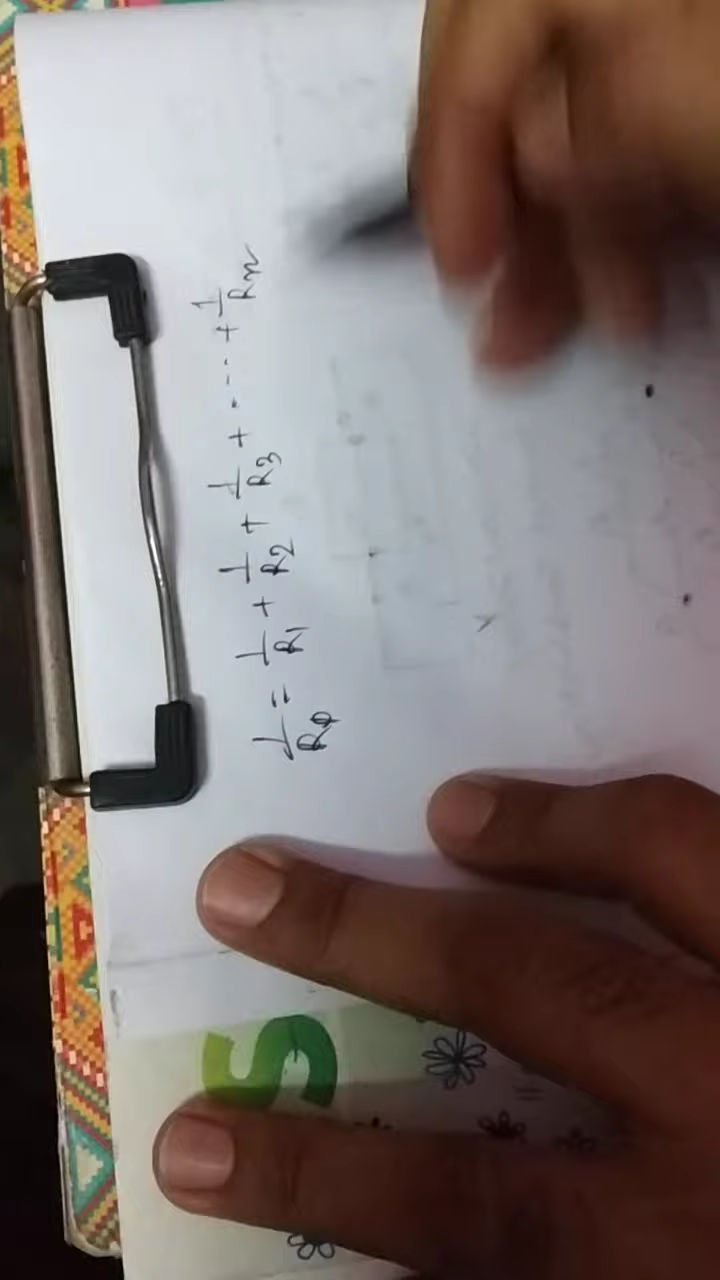 1/Rp = 1/R1 + 1/R2 + 1/R3 + ---- + 1/Rn
S